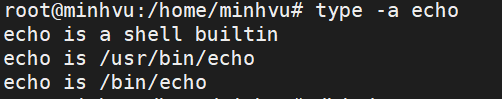 root@minhvu:/home/minhvu# type -a echo
echo is a shell builtin
echo is /usr/bin/echo
echo is /bin/echo